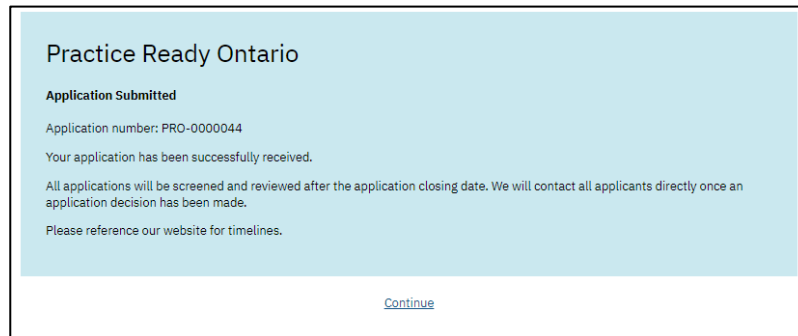 Practice Ready Ontario
Application Submitted
Application number: PRO-0000044
Your application has been successfully received.
All applications will be screened and reviewed after the application closing date. We will contact all applicants directly once an
application decision has been made.
Please reference our website for timelines.
Continue